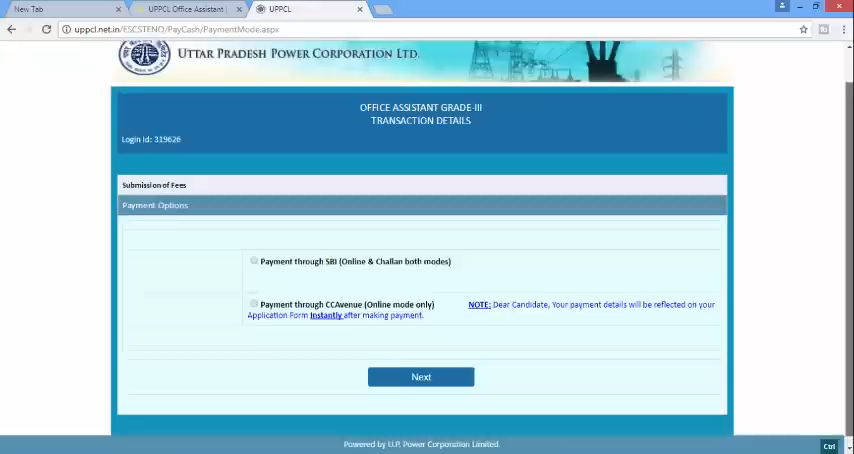 New Tab
UPPCL Office Assistant |
UPPCL
uppcl.net.in/ESCSTEND/PayCash/PaymentMode.aspx
UTTAR PRADESH POWER CORPORATION LTD.
OFFICE ASSISTANT GRADE-III
TRANSACTION DETAILS
Login Id: 319626
Submission of Fees
Payment Options
Payment through SBI (Online & Challan both modes)
Payment through CCAvenue (Online mode only) NOTE: Dear Candidate, Your payment details will be reflected on your
Application Form Instantly after making payment.
Next
Powered by U.P. Power Corporation Limited.
Ctrl